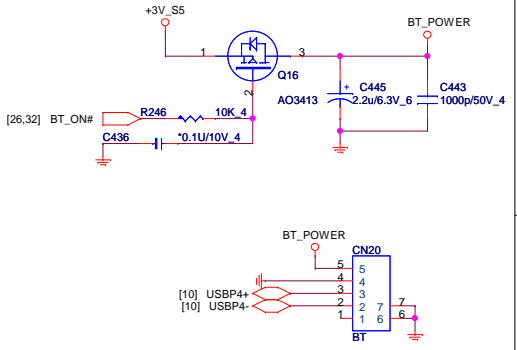 +3V_S5
BT_POWER
1
3
Q16
2
AO3413
C445
2.2u/6.3V_6
C443
1000p/50V_4
+
[26,32] BT_ON#
R246
10K_4
C436
*0.1U/10V_4
BT_POWER
CN20
5 5
4 4
[10] USBP4+ 3 3
[10] USBP4- 2 2 7 7
1 1 6 6
BT